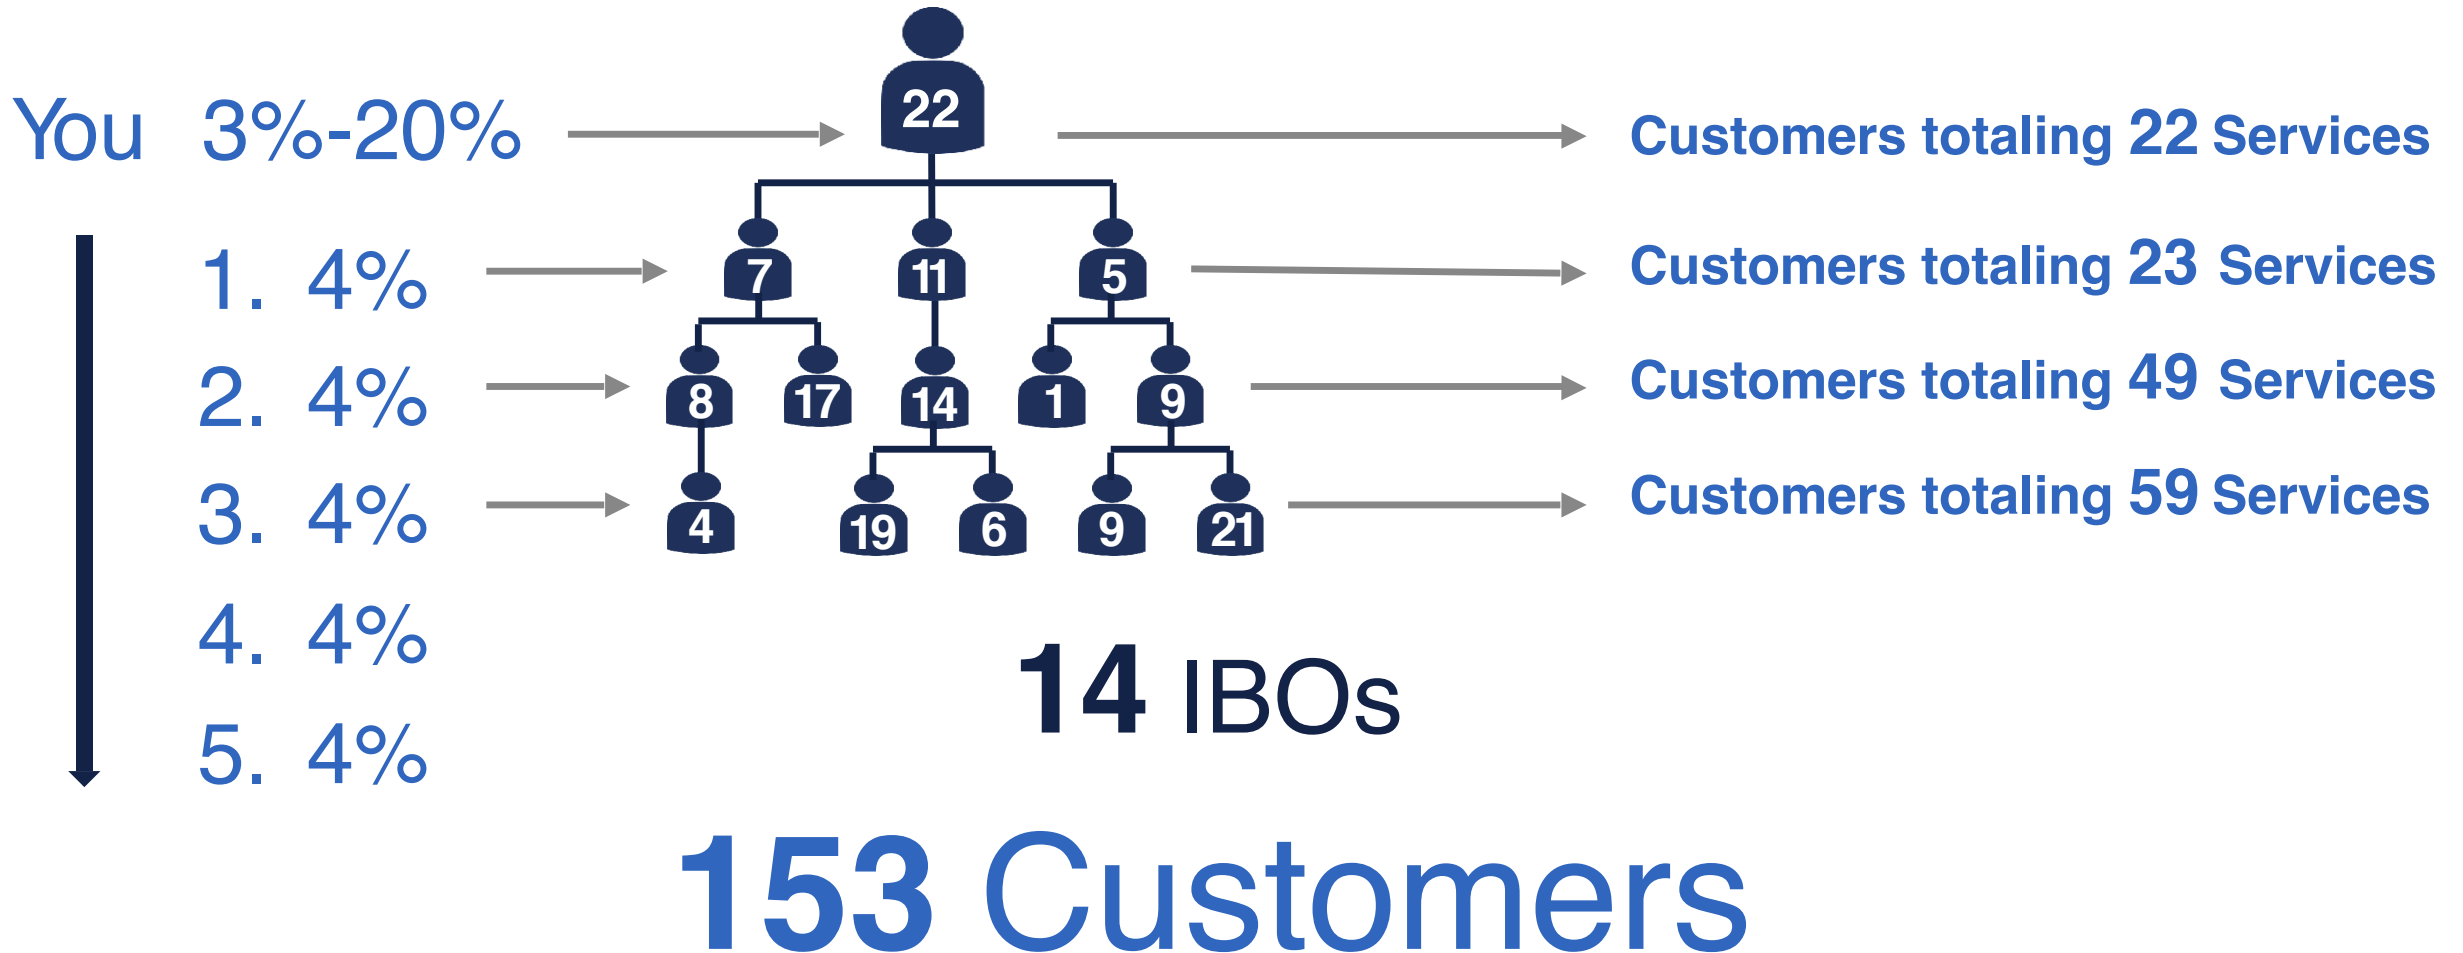 You 3%-20% 22 Customers totaling 22 Services
1. 4% 7 11 5 Customers totaling 23 Services
2. 4% 8 17 14 1 9 Customers totaling 49 Services
3. 4% 4 19 6 9 21 Customers totaling 59 Services
4. 4%
14 IBOs
5. 4%
153 Customers